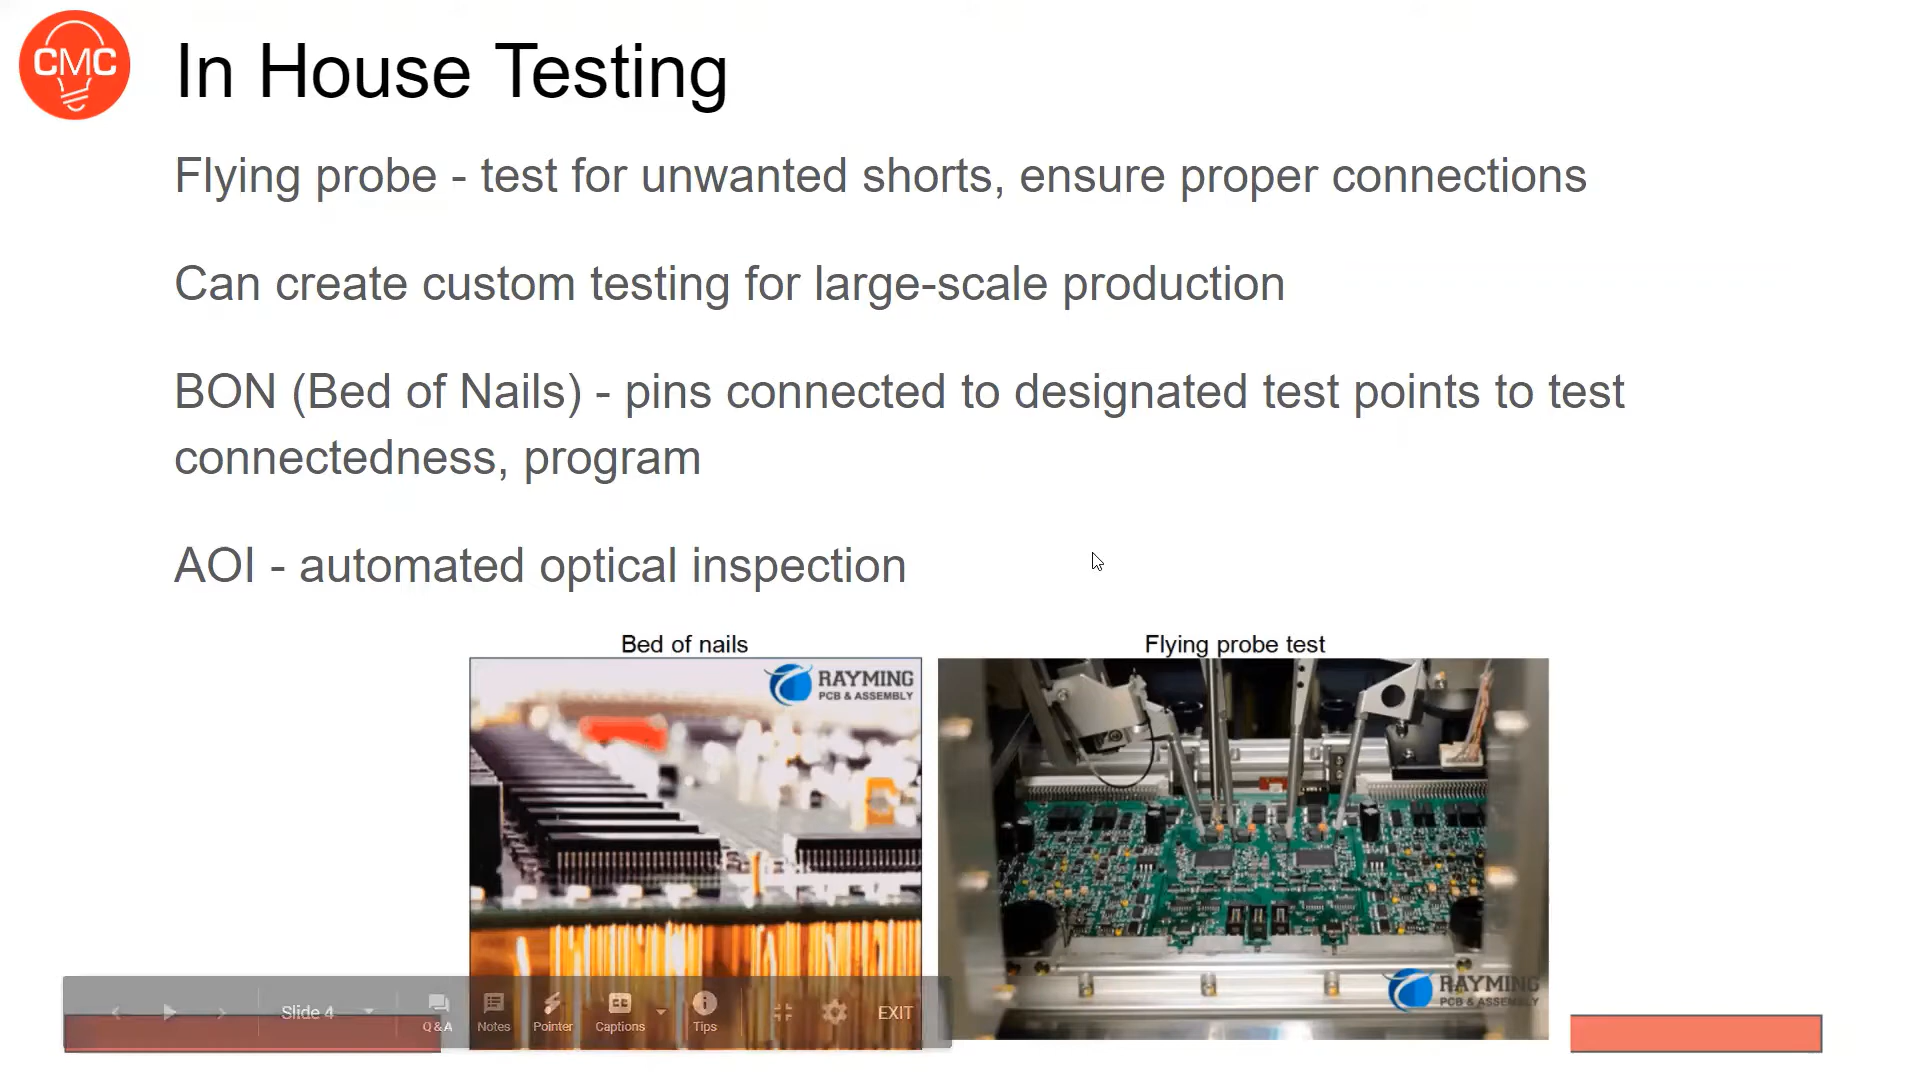 CMC
In House Testing
Flying probe - test for unwanted shorts, ensure proper connections
Can create custom testing for large-scale production
BON (Bed of Nails) - pins connected to designated test points to test
connectedness, program
AOI - automated optical inspection
Bed of nails
Flying probe test
RAYMING
PCB & ASSEMBLY
RAYMING
PCB & ASSEMBLY
Slide 4
Q&A
Notes
Pointer
CC
Captions
Tips
EXIT